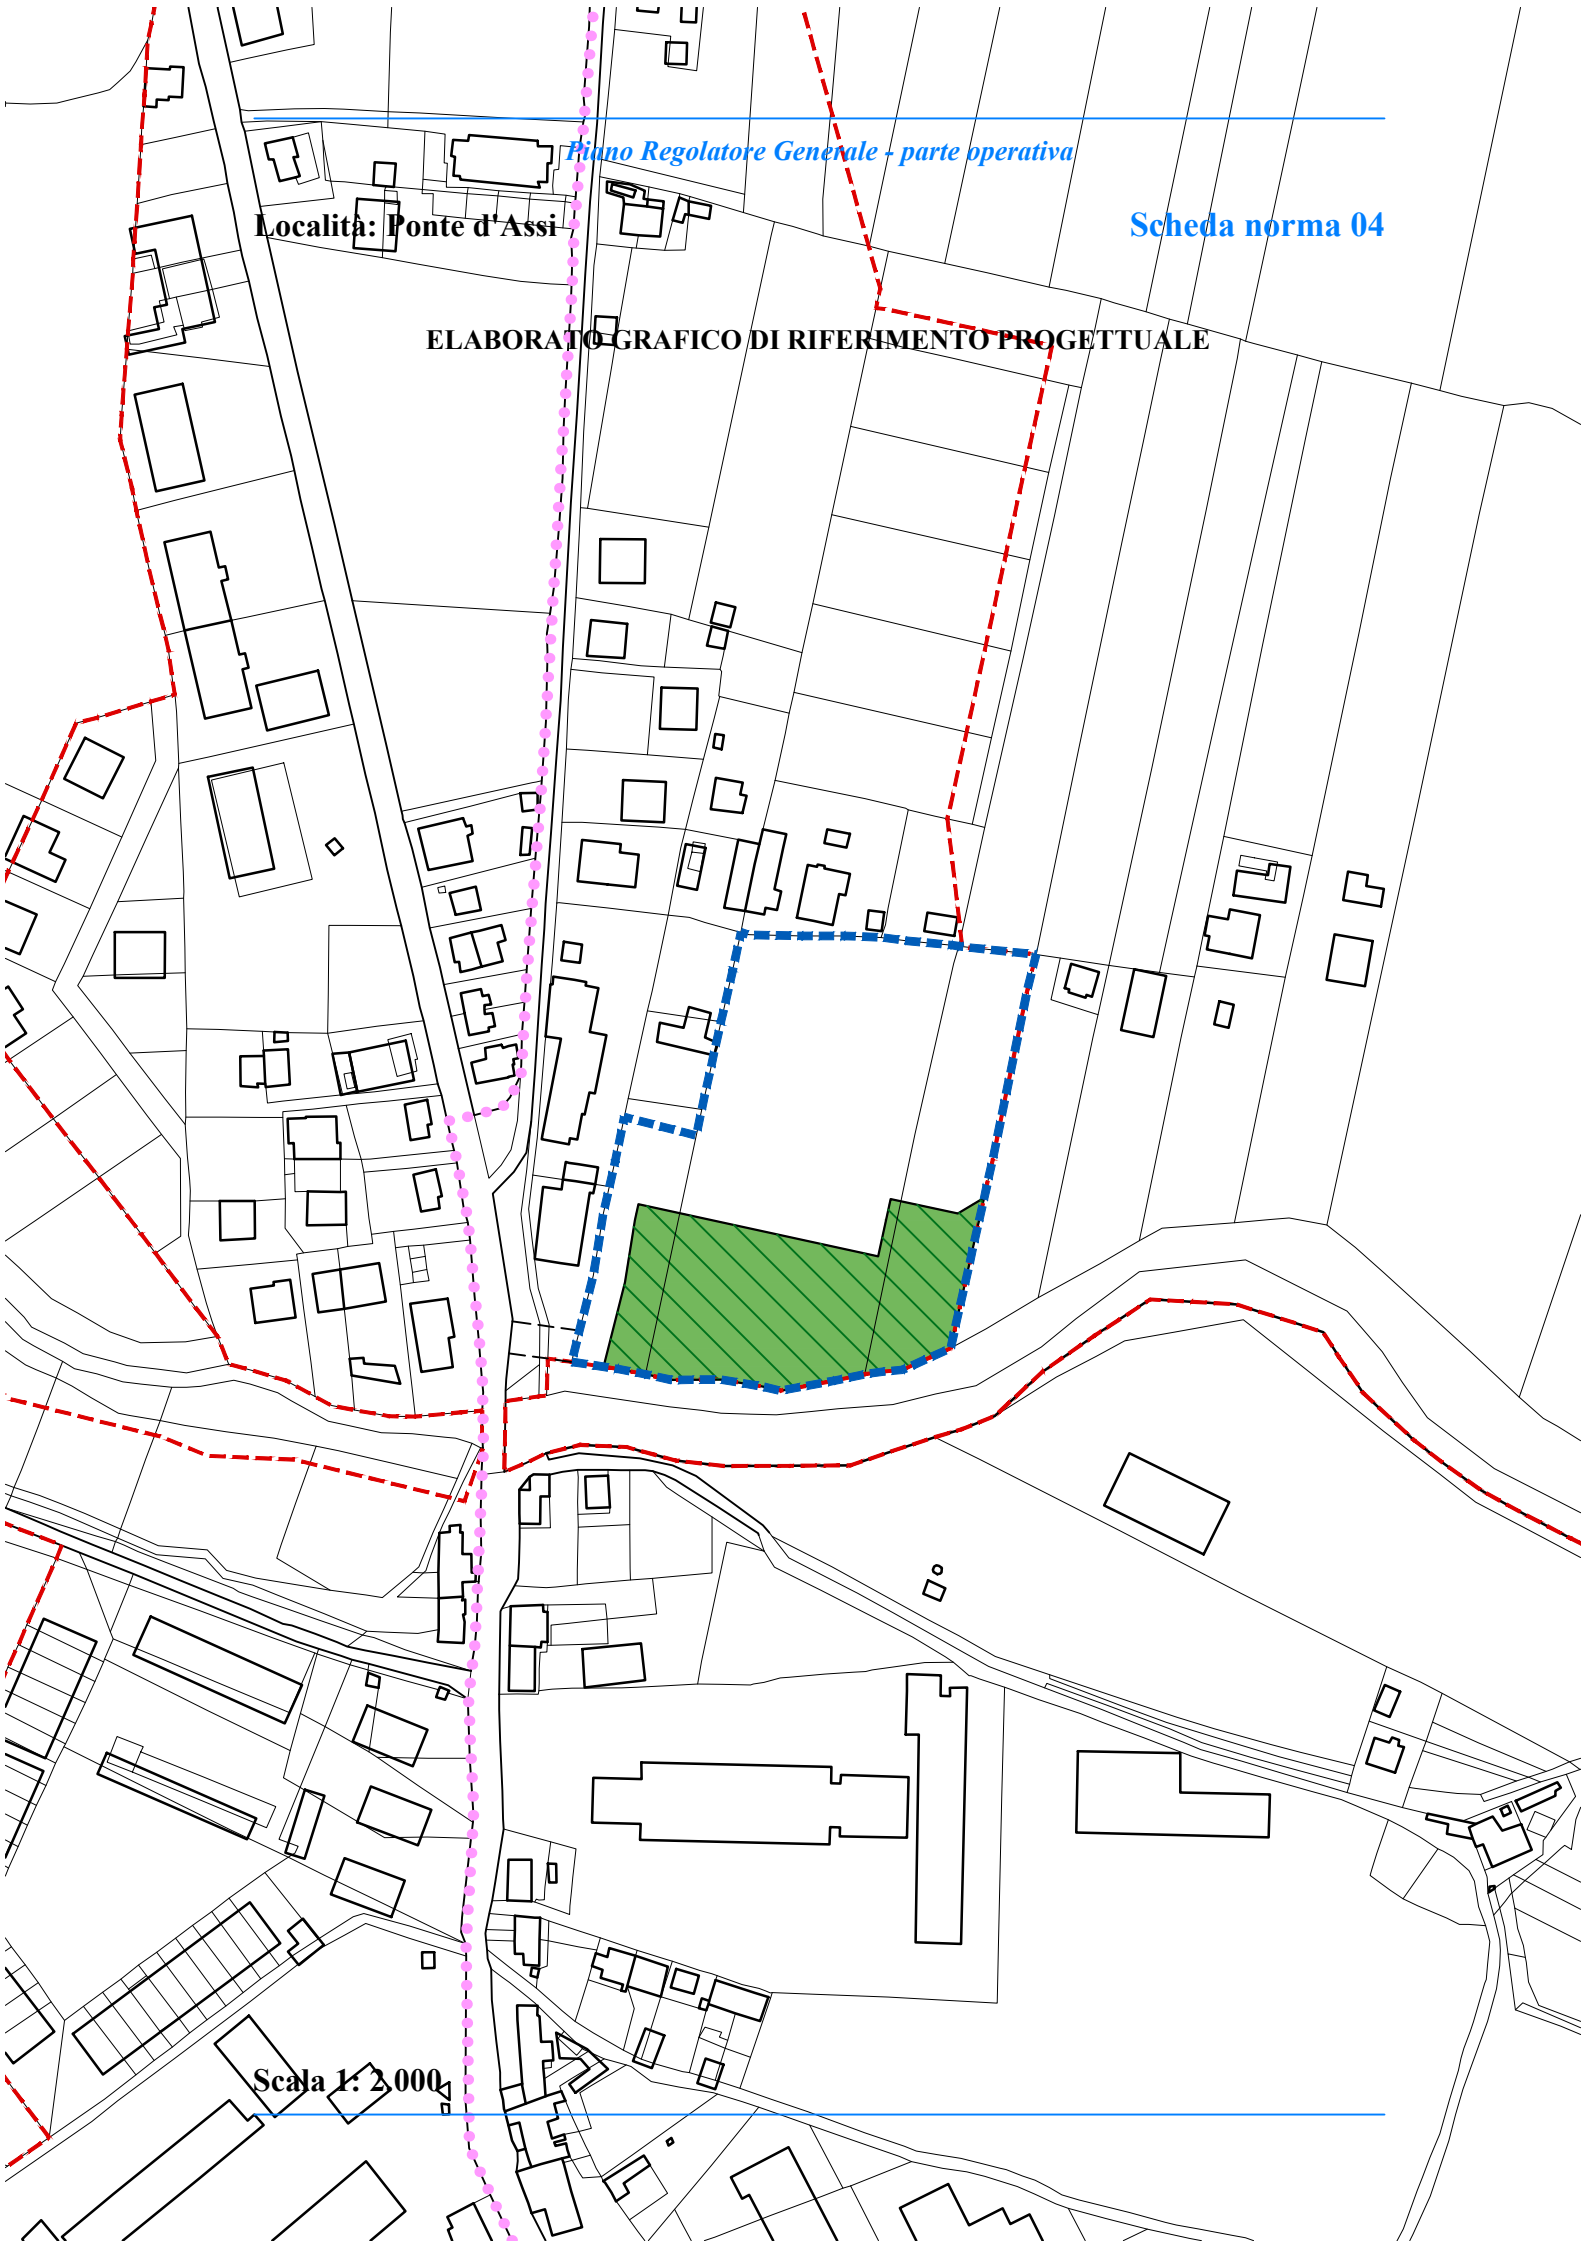 Piano Regolatore Generale - parte operativa
Località: Ponte d'Assi
Scheda norma 04
ELABORATO GRAFICO DI RIFERIMENTO PROGETTUALE
Scala 1: 2.000